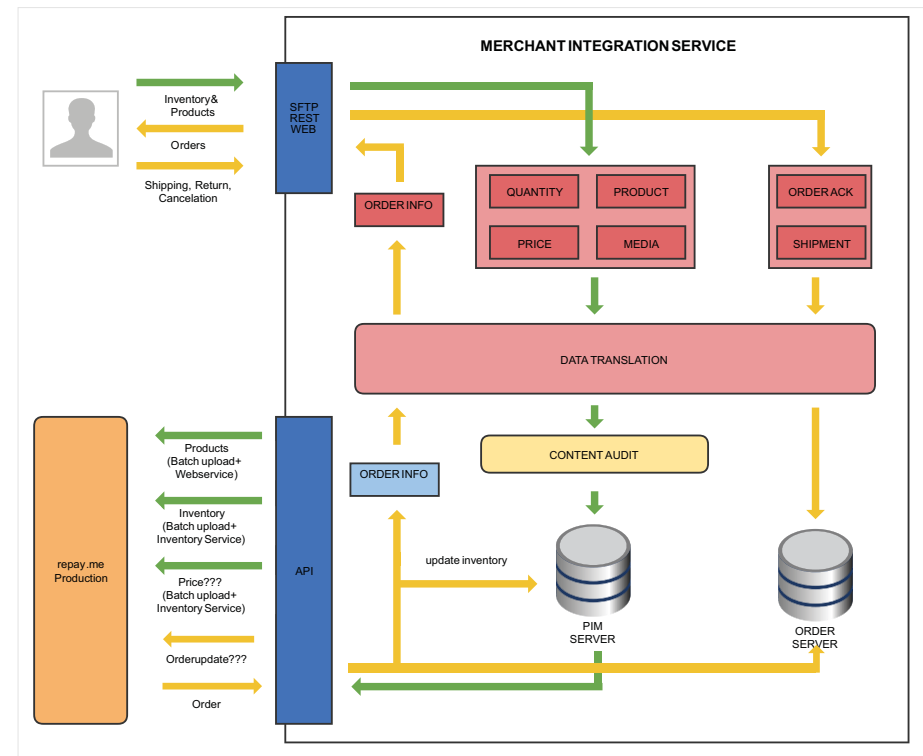 MERCHANT INTEGRATION SERVICE
Inventory&
Products
Orders
Shipping, Return,
Cancelation
SFTP
REST
WEB
ORDER INFO
QUANTITY
PRODUCT
PRICE
MEDIA
ORDER ACK
SHIPMENT
DATA TRANSLATION
CONTENT AUDIT
ORDER INFO
update inventory
PIM
SERVER
ORDER
SERVER
API
Products
(Batch upload+
Webservice)
Inventory
(Batch upload+
Inventory Service)
Price???
(Batch upload+
Inventory Service)
Orderupdate???
Order
repay.me
Production